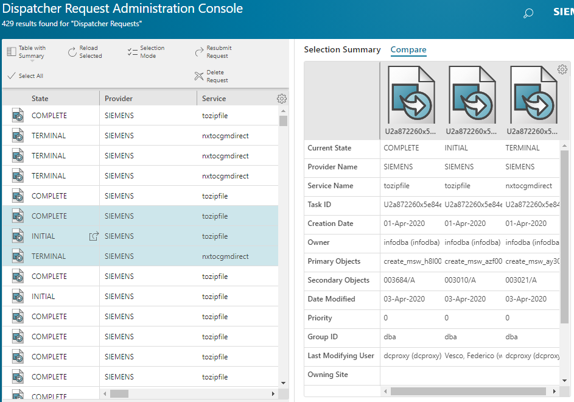 Dispatcher Request Administration Console
429 results found for "Dispatcher Requests"
SIEM
Table with Summary
Reload Selected
Selection Mode
Resubmit Request
Select All
Delete Request
State Provider Service
COMPLETE SIEMENS tozipfile
TERMINAL SIEMENS nxtocgmdirect
TERMINAL SIEMENS nxtocgmdirect
TERMINAL SIEMENS nxtocgmdirect
COMPLETE SIEMENS tozipfile
COMPLETE SIEMENS tozipfile
INITIAL SIEMENS tozipfile
TERMINAL SIEMENS nxtocgmdirect
COMPLETE SIEMENS tozipfile
INITIAL SIEMENS tozipfile
COMPLETE SIEMENS tozipfile
COMPLETE SIEMENS tozipfile
COMPLETE SIEMENS tozipfile
COMPLETE SIEMENS tozipfile
COMPLETE SIEMENS tozipfile
Selection Summary Compare
U2a872260x5... U2a872260x5... U2a872260x5...
Current State COMPLETE INITIAL TERMINAL
Provider Name SIEMENS SIEMENS SIEMENS
Service Name tozipfile tozipfile nxtocgmdirect
Task ID U2a872260x5e84e U2a872260x5e84e U2a872260x5e84
Creation Date 01-Apr-2020 01-Apr-2020 01-Apr-2020
Owner infodba (infodba) infodba (infodba) infodba (infodba)
Primary Objects create_msw_h8l00 create_msw_azf00 create_msw_ay30
Secondary Objects 003684/A 003010/A 003021/A
Date Modified 03-Apr-2020 03-Apr-2020 03-Apr-2020
Priority 0 0 0
Group ID dba dba dba
Last Modifying User dcproxy (dcproxy) Vesco, Federico (v dcproxy (dcproxy)
Owning Site